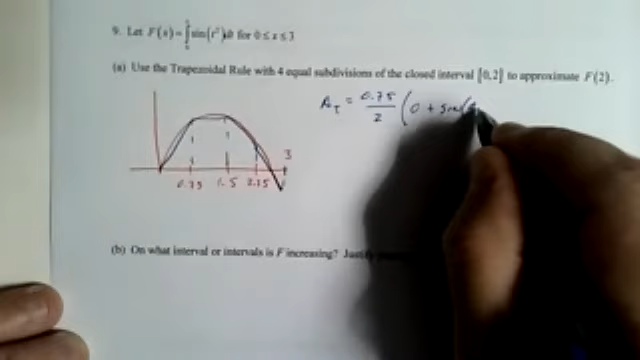 9. Let F(x) = ∫ sin(t²)dt for 0 ≤ x ≤ 3
(a) Use the Trapezoidal Rule with 4 equal subdivisions of the closed interval [0,2] to approximate F(2).
A_T = 0.75/2 (0 + sin(
3
0.75 1.5 2.25
(b) On what interval or intervals is F increasing?